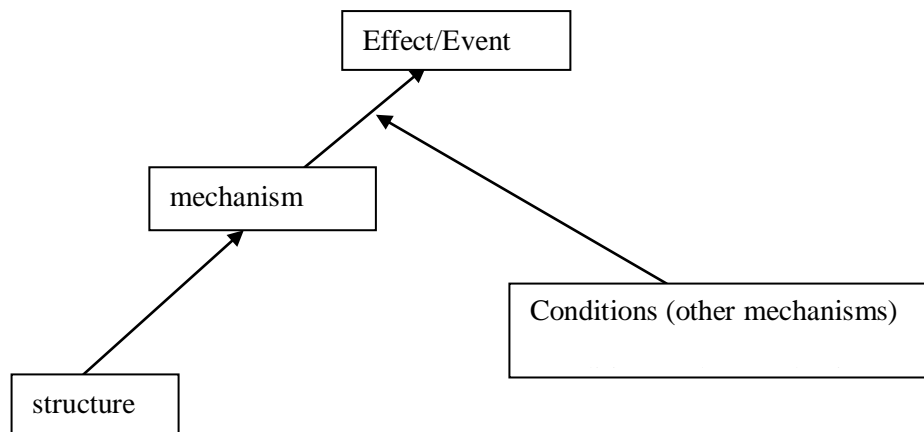 Effect/Event
mechanism
Conditions (other mechanisms)
structure